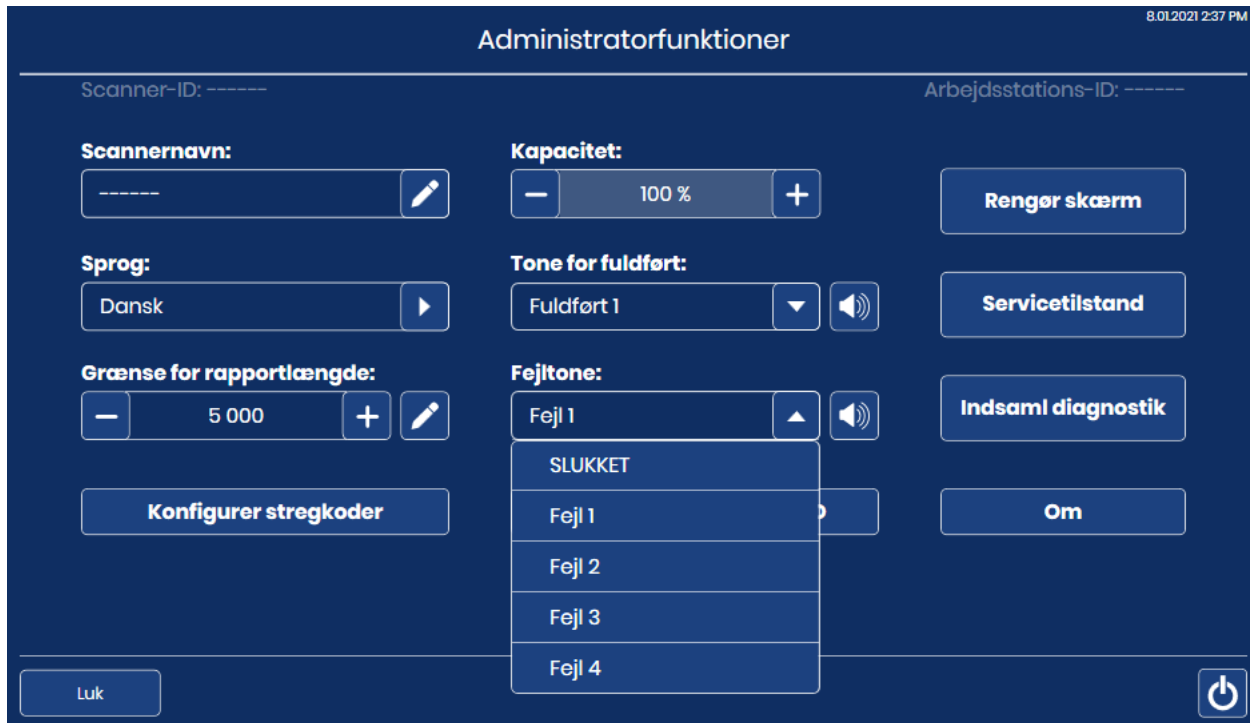 8.01.2021 2:37 PM
Administratorfunktioner
Scanner-ID: ------
Arbejdsstations-ID: ------
Scannernavn:
------
Kapacitet:
100 %
Rengør skærm
Sprog:
Dansk
Tone for fuldført:
Fuldført 1
Servicetilstand
Grænse for rapportlængde:
5 000
Fejltone:
Fejl 1
Indsaml diagnostik
SLUKKET
Fejl 1
Fejl 2
Fejl 3
Fejl 4
Konfigurer stregkoder
Om
Luk